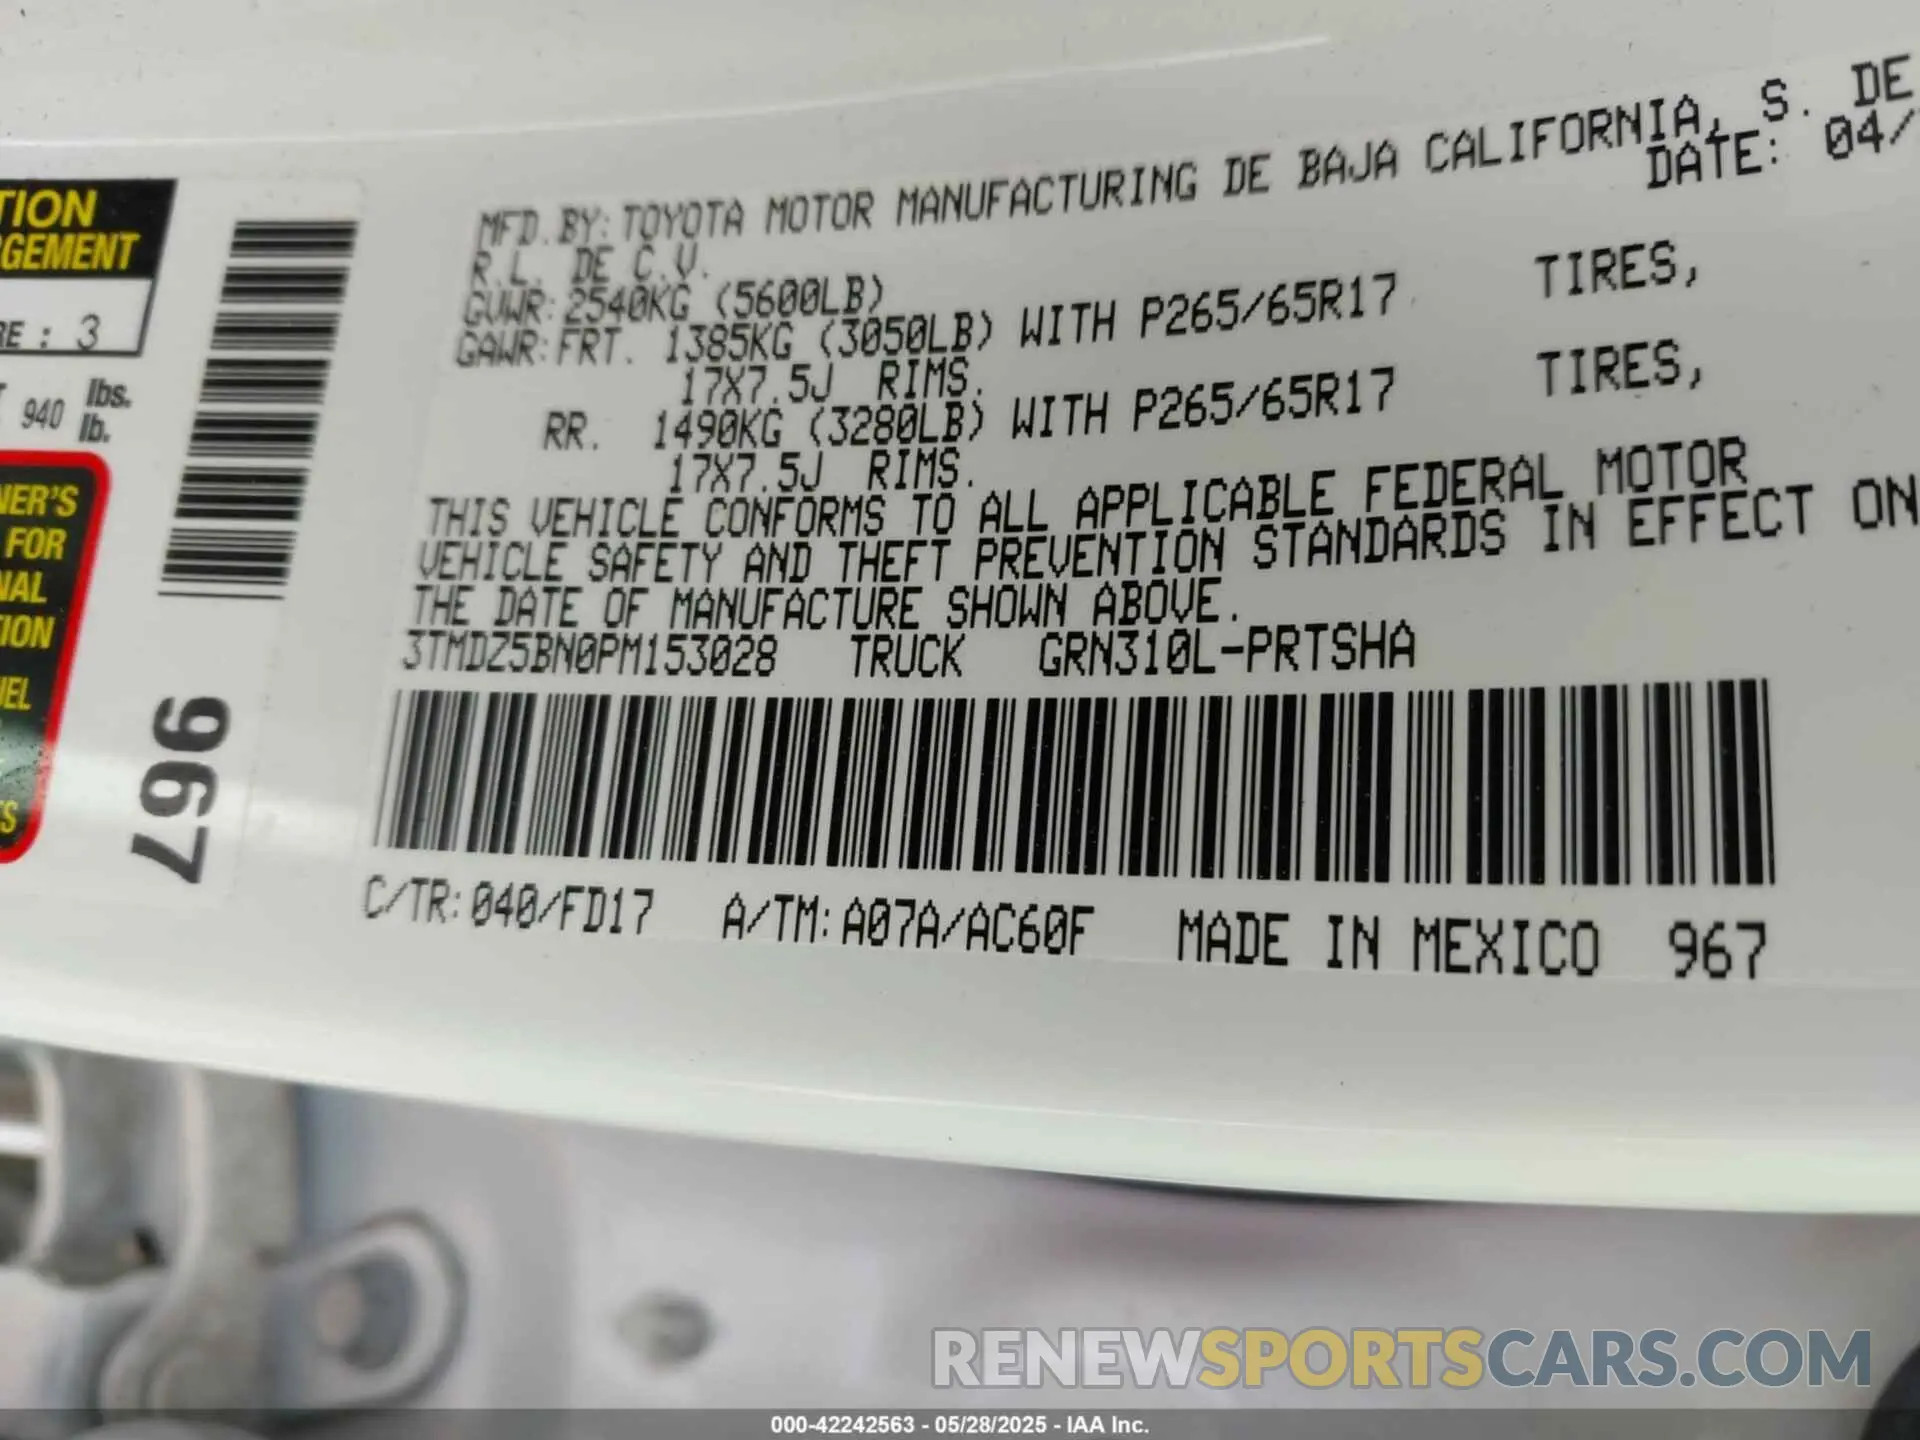 TION
GEMENT
RE : 3
940 lbs.
lb.
NER'S
FOR
NAL
TION
967
MFD. BY: TOYOTA MOTOR MANUFACTURING DE BAJA CALIFORNIA, S. DE
R.L. DE C.V. DATE: 04/
GVWR: 2540KG (5600LB)
GAWR: FRT. 1385KG (3050LB) WITH P265/65R17 TIRES,
17X7.5J RIMS.
RR. 1490KG (3280LB) WITH P265/65R17 TIRES,
17X7.5J RIMS.
THIS VEHICLE CONFORMS TO ALL APPLICABLE FEDERAL MOTOR
VEHICLE SAFETY AND THEFT PREVENTION STANDARDS IN EFFECT ON
THE DATE OF MANUFACTURE SHOWN ABOVE.
3TMDZ5BN0PM153028 TRUCK GRN310L-PRTSHA
C/TR: 040/FD17 A/TM: A07A/AC60F MADE IN MEXICO 967
RENEWSPORTSCARS.COM
000-42242563 - 05/28/2025 - IAA Inc.